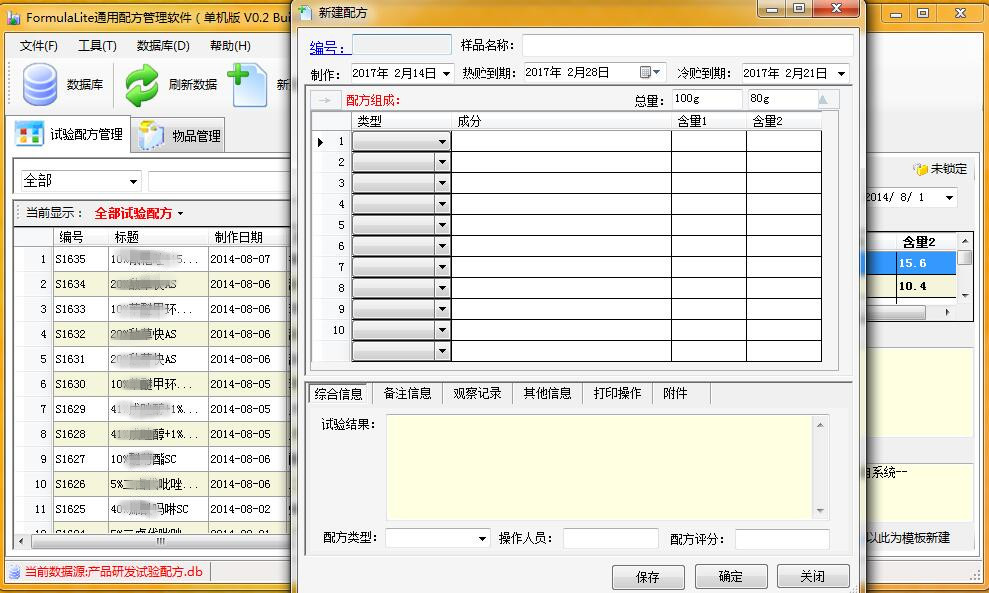 FormulaLite通用配方管理软件（单机版 V0.2 Bui
文件(F) 工具(T) 数据库(D) 帮助(H)
数据库 刷新数据 新
试验配方管理 物品管理
全部
当前显示： 全部试验配方
编号 标题 制作日期
1 S1635 10% 5... 2014-08-07
2 S1634 20% AS 2014-08-06
3 S1633 10% 甲环... 2014-08-06
4 S1632 20% 快AS 2014-08-06
5 S1631 20% 快AS 2014-08-06
6 S1630 10% 甲环... 2014-08-06
7 S1629 41 +1%... 2014-08-05
8 S1628 41 醇+1%... 2014-08-05
9 S1627 10% 酯SC 2014-08-06
10 S1626 5% 吡唑... 2014-08-06
11 S1625 40% 吗啉SC 2014-08-02
当前数据源:产品研发试验配方.db
新建配方
编号： 样品名称:
制作: 2017年 2月14日 热贮到期: 2017年 2月28日 冷贮到期: 2017年 2月21日
配方组成: 总量: 100g 80g
类型 成分 含量1 含量2
1
2
3
4
5
6
7
8
9
10
综合信息 备注信息 观察记录 其他信息 打印操作 附件
试验结果:
配方类型: 操作人员: 配方评分:
保存 确定 关闭
未锁定
2014/ 8/ 1
含量2
15.6
10.4
系统--
以此为模板新建